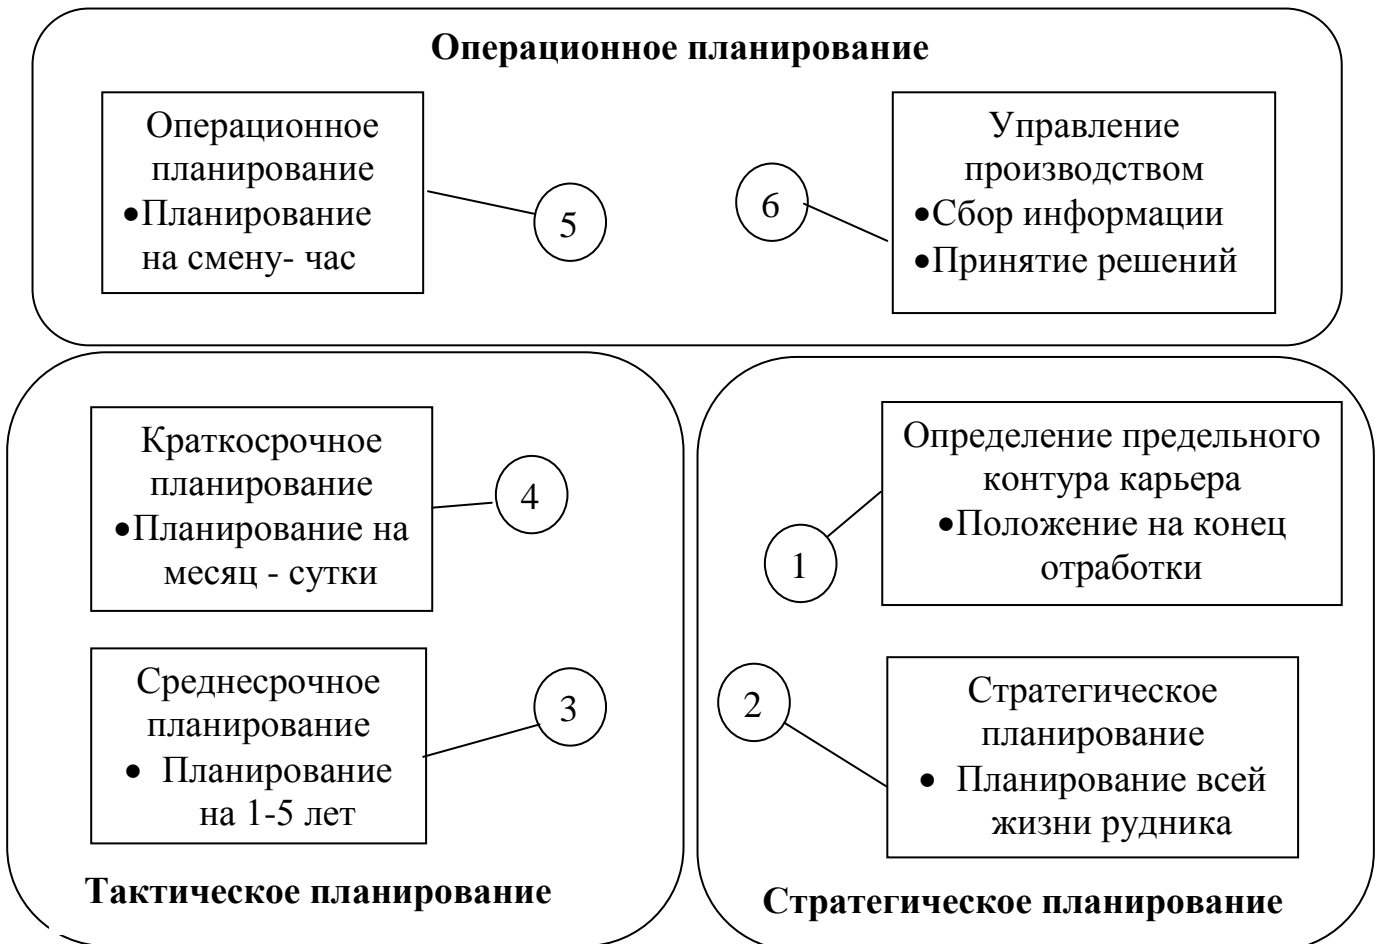 Операционное планирование
Операционное
планирование
•Планирование
на смену- час
5
6
Управление
производством
•Сбор информации
•Принятие решений
Краткосрочное
планирование
•Планирование на
месяц - сутки
4
Среднесрочное
планирование
• Планирование
на 1-5 лет
3
Тактическое планирование
1
Определение предельного
контура карьера
•Положение на конец
отработки
2
Стратегическое
планирование
• Планирование всей
жизни рудника
Стратегическое планирование